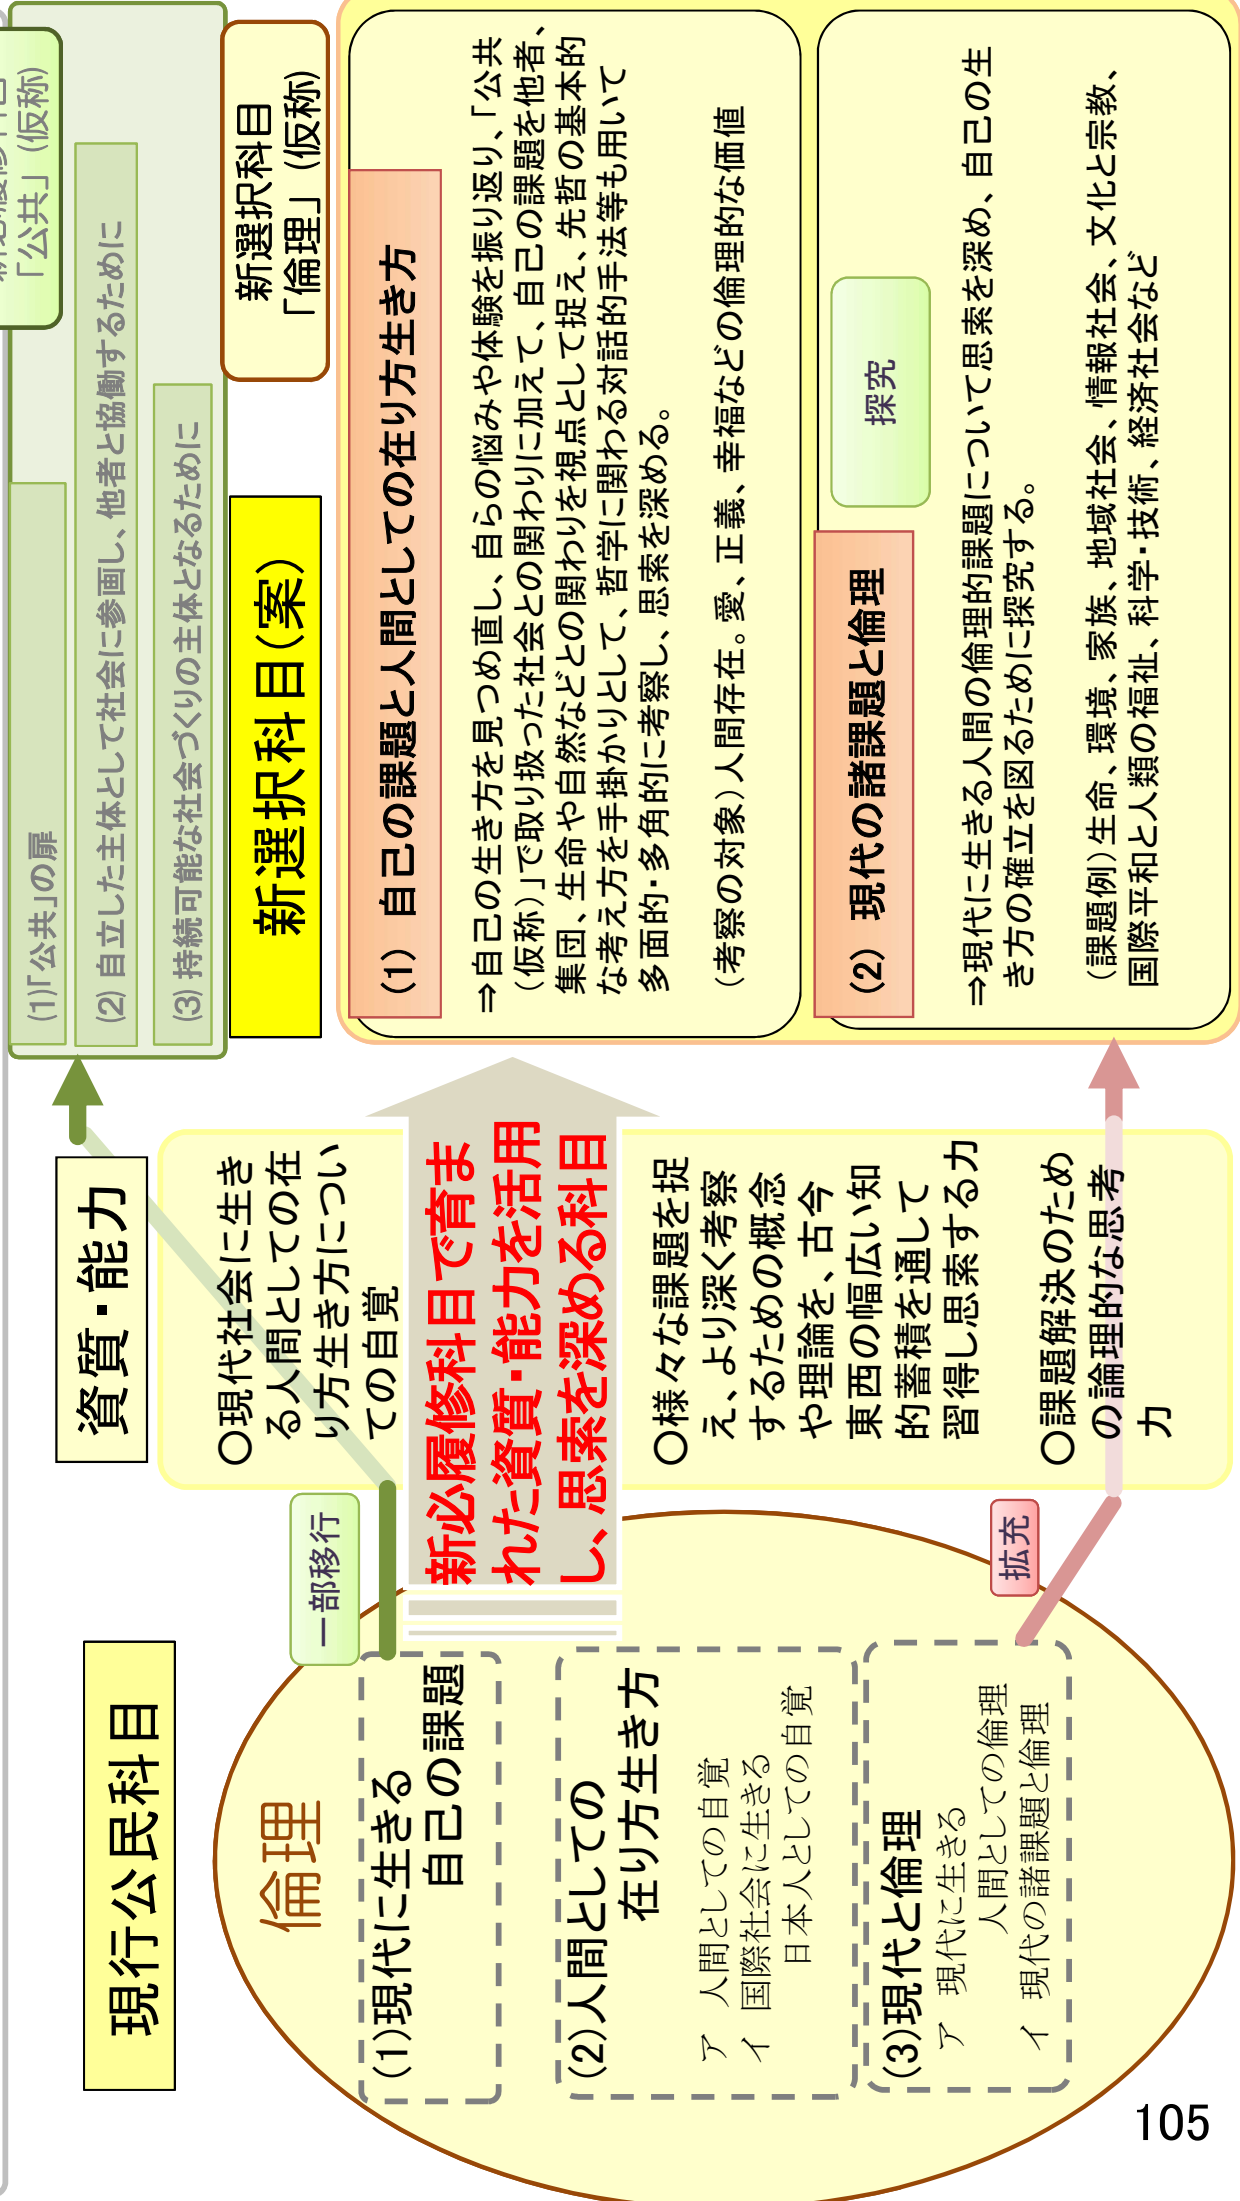 現行公民科目
倫理
(1)現代に生きる
自己の課題
(2)人間としての
在り方生き方
ア 人間としての自覚
イ 国際社会に生きる
日本人としての自覚
(3)現代と倫理
ア 現代に生きる
人間としての倫理
イ 現代の諸課題と倫理
一部移行
拡充
資質・能力
〇現代社会に生き
る人間としての在
り方生き方につい
ての自覚
新必履修科目で育ま
れた資質・能力を活用
し、思索を深める科目
〇様々な課題を捉
え、より深く考察
するための概念
や理論を、古今
東西の幅広い知
的蓄積を通して
習得し思索する力
〇課題解決のため
の論理的な思考
力
「公共」(仮称)
(1)「公共」の扉
(2) 自立した主体として社会に参画し、他者と協働するために
(3) 持続可能な社会づくりの主体となるために
新選択科目(案)
新選択科目
「倫理」(仮称)
(1) 自己の課題と人間としての在り方生き方
⇒自己の生き方を見つめ直し、自らの悩みや体験を振り返り、「公共
(仮称)」で取り扱った社会との関わりに加えて、自己の課題を他者、
集団、生命や自然などとの関わりを視点として捉え、先哲の基本的
な考え方を手掛かりとして、哲学に関わる対話的手法等も用いて
多面的・多角的に考察し、思索を深める。
(考察の対象)人間存在。愛、正義、幸福などの倫理的な価値
(2) 現代の諸課題と倫理
探究
⇒現代に生きる人間の倫理的課題について思索を深め、自己の生
き方の確立を図るために探究する。
(課題例)生命、環境、家族、地域社会、情報社会、文化と宗教、
国際平和と人類の福祉、科学・技術、経済社会など
105